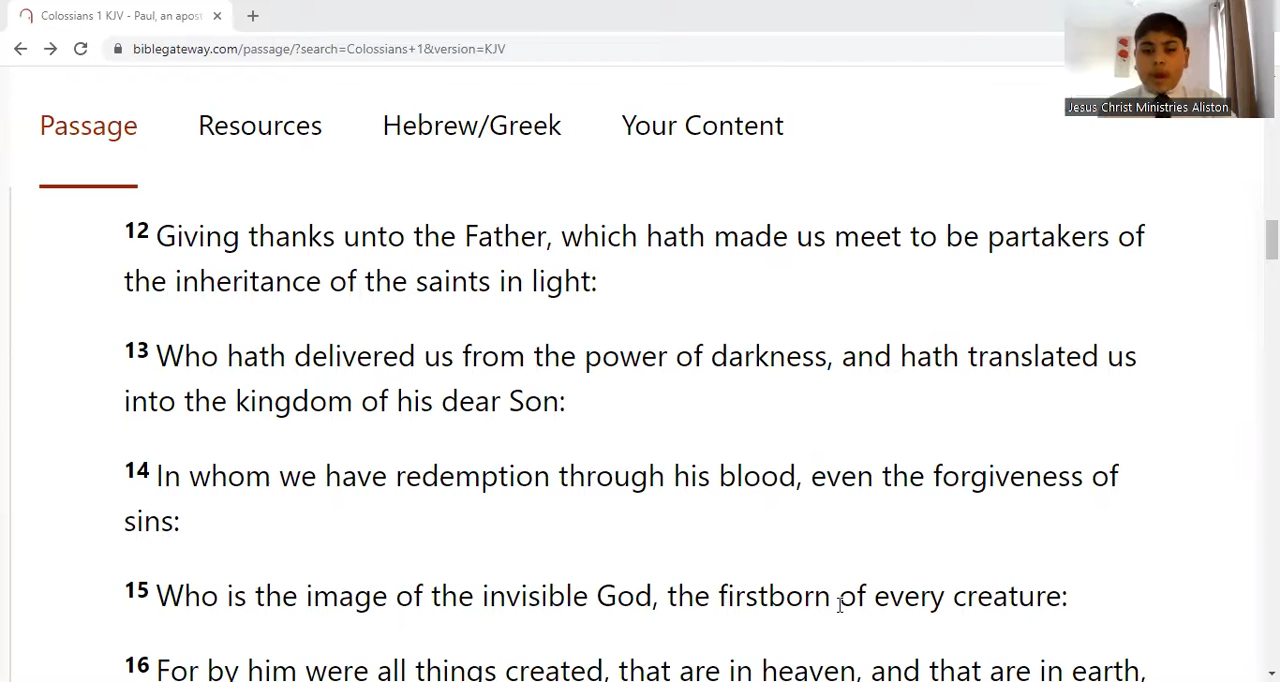 Colossians 1 KJV - Paul, an apost
biblegateway.com/passage/?search=Colossians+1&version=KJV
Jesus Christ Ministries Aliston
Passage Resources Hebrew/Greek Your Content
12 Giving thanks unto the Father, which hath made us meet to be partakers of
the inheritance of the saints in light:
13 Who hath delivered us from the power of darkness, and hath translated us
into the kingdom of his dear Son:
14 In whom we have redemption through his blood, even the forgiveness of
sins:
15 Who is the image of the invisible God, the firstborn of every creature:
16 For by him were all things created, that are in heaven, and that are in earth,